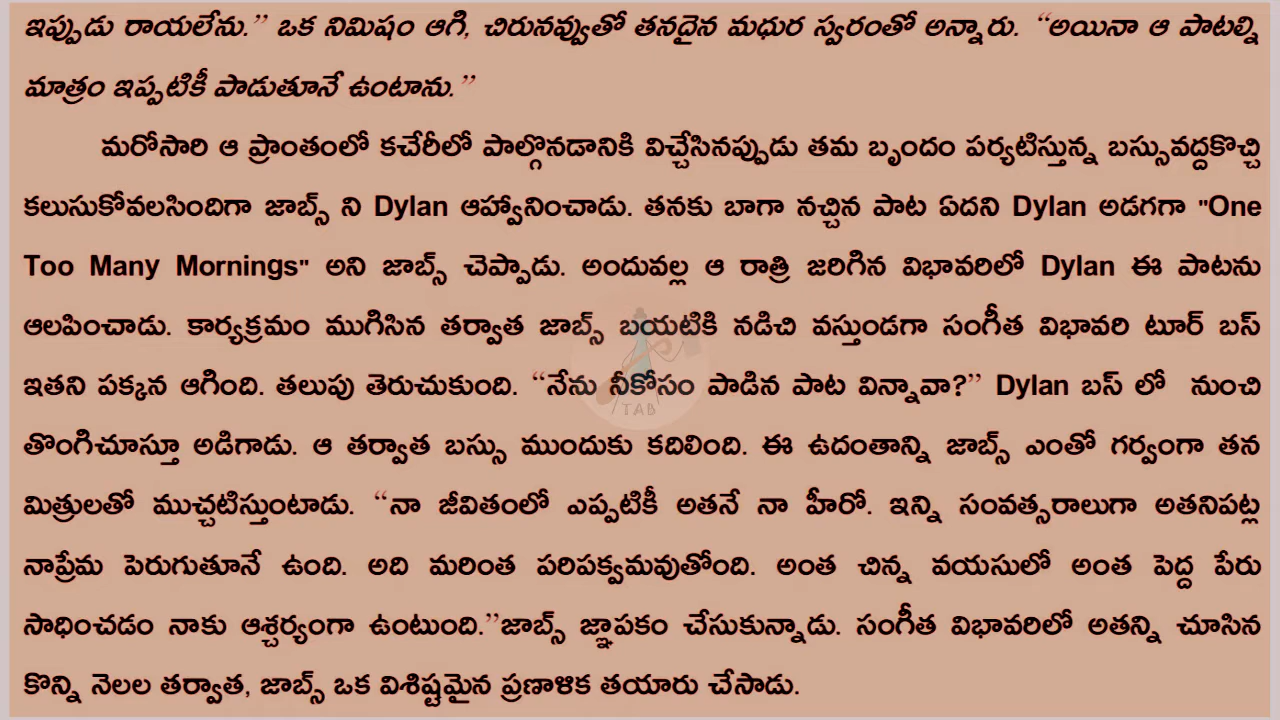 ఇప్పుడు రాయలేను.” ఒక నిమిషం ఆగి, చిరునవ్వుతో తనదైన మధుర స్వరంతో అన్నారు. “అయినా ఆ పాటల్ని
మాత్రం ఇప్పటికీ పాడుతూనే ఉంటాను.”
మరోసారి ఆ ప్రాంతంలో కచేరీలో పాల్గొనడానికి విచ్చేసినప్పుడు తమ బృందం పర్యటిస్తున్న బస్సువద్దకొచ్చి
కలుసుకోవలసిందిగా జాబ్స్ ని Dylan ఆహ్వానించాడు. తనకు బాగా నచ్చిన పాట ఏదని Dylan అడగగా "One
Too Many Mornings" అని జాబ్స్ చెప్పాడు. అందువల్ల ఆ రాత్రి జరిగిన విభావరిలో Dylan ఈ పాటను
ఆలపించాడు. కార్యక్రమం ముగిసిన తర్వాత జాబ్స్ బయటికి నడిచి వస్తుండగా సంగీత విభావరి టూర్ బస్
ఇతని పక్కన ఆగింది. తలుపు తెరుచుకుంది. “నేను నీకోసం పాడిన పాట విన్నావా?” Dylan బస్ లో నుంచి
తొంగిచూస్తూ అడిగాడు. ఆ తర్వాత బస్సు ముందుకు కదిలింది. ఈ ఉదంతాన్ని జాబ్స్ ఎంతో గర్వంగా తన
మిత్రులతో ముచ్చటిస్తుంటాడు. “నా జీవితంలో ఎప్పటికీ అతనే నా హీరో. ఇన్ని సంవత్సరాలుగా అతనిపట్ల
నాప్రేమ పెరుగుతూనే ఉంది. అది మరింత పరిపక్వమవుతోంది. అంత చిన్న వయసులో అంత పెద్ద పేరు
సాధించడం నాకు ఆశ్చర్యంగా ఉంటుంది.”జాబ్స్ జ్ఞాపకం చేసుకున్నాడు. సంగీత విభావరిలో అతన్ని చూసిన
కొన్ని నెలల తర్వాత, జాబ్స్ ఒక విశిష్టమైన ప్రణాళిక తయారు చేసాడు.
TAB